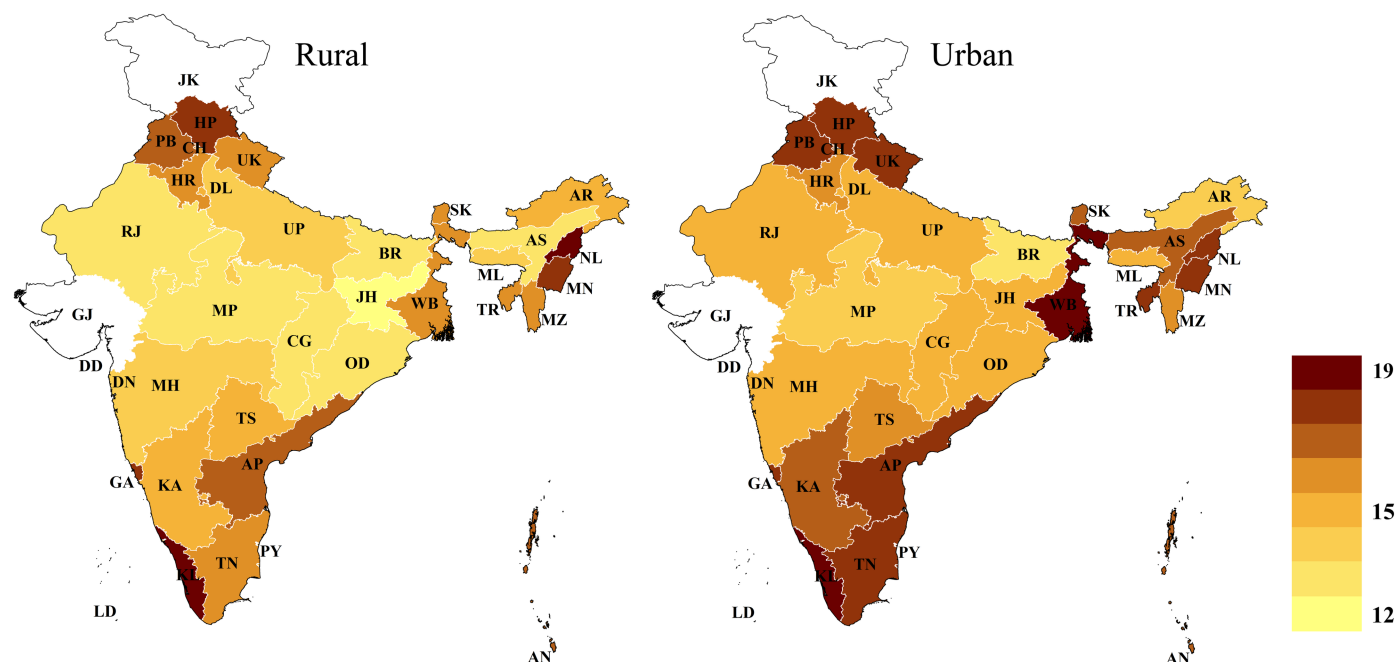 Rural
JK
HP
PB
CH
UK
HR
DL
RJ
UP
BR
SK
AR
AS
NL
ML
MN
TR
MZ
JH
WB
GJ
MP
CG
OD
DD
DN
MH
TS
AP
GA
KA
TN
PY
KL
LD
AN
Urban
JK
HP
PB
CH
UK
HR
DL
RJ
UP
BR
SK
AR
AS
NL
ML
MN
TR
MZ
JH
WB
GJ
MP
CG
OD
DD
DN
MH
TS
AP
GA
KA
TN
PY
KL
LD
AN
19
15
12